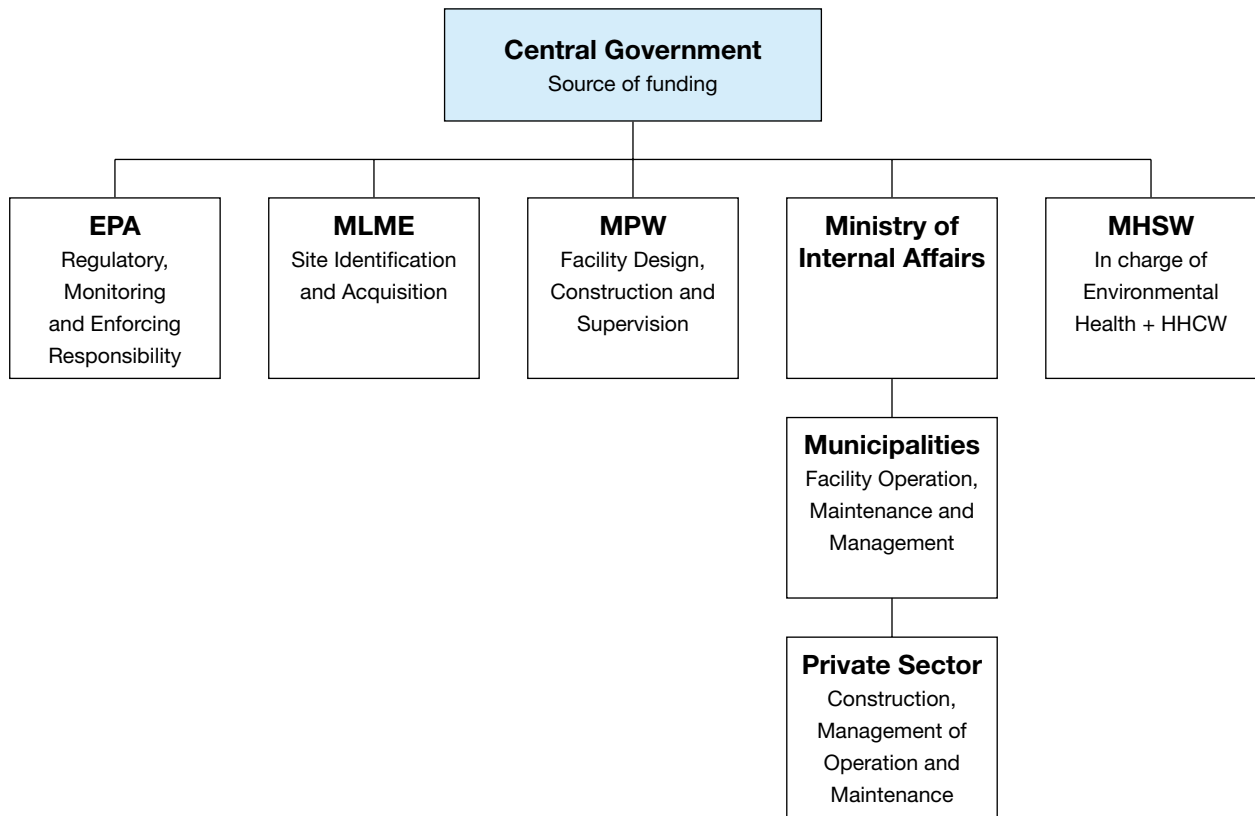 Central Government
Source of funding
EPA
Regulatory,
Monitoring
and Enforcing
Responsibility
MLME
Site Identification
and Acquisition
MPW
Facility Design,
Construction and
Supervision
Ministry of
Internal Affairs
MHSW
In charge of
Environmental
Health + HHCW
Municipalities
Facility Operation,
Maintenance and
Management
Private Sector
Construction,
Management of
Operation and
Maintenance